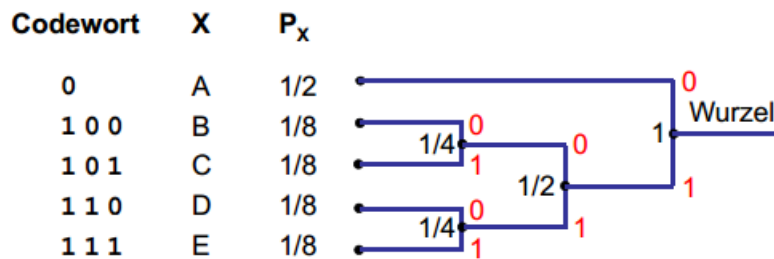 Codewort X P_X
0 A 1/2 0
Wurzel
1 0 0 B 1/8 0
1/4 0 1
1 0 1 C 1/8 1
1/2 1
1 1 0 D 1/8 0
1/4 1
1 1 1 E 1/8 1